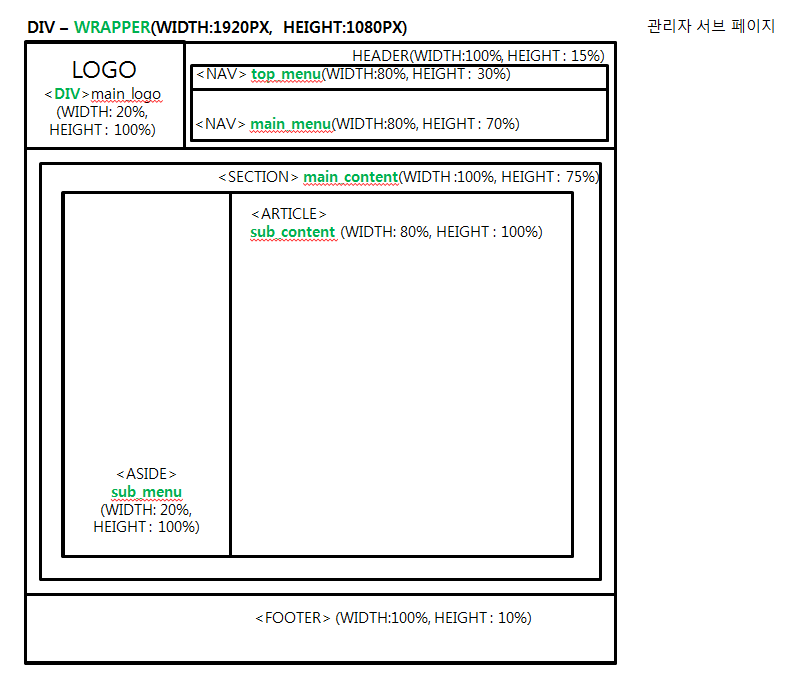 DIV – WRAPPER(WIDTH:1920PX, HEIGHT:1080PX)
관리자 서브 페이지
HEADER(WIDTH:100%, HEIGHT : 15%)
LOGO
<DIV>main_logo
(WIDTH: 20%,
HEIGHT : 100%)
<NAV> top_menu(WIDTH:80%, HEIGHT : 30%)
<NAV> main_menu(WIDTH:80%, HEIGHT : 70%)
<SECTION> main_content(WIDTH :100%, HEIGHT : 75%)
<ARTICLE>
sub_content (WIDTH: 80%, HEIGHT : 100%)
<ASIDE>
sub_menu
(WIDTH: 20%,
HEIGHT : 100%)
<FOOTER> (WIDTH:100%, HEIGHT : 10%)